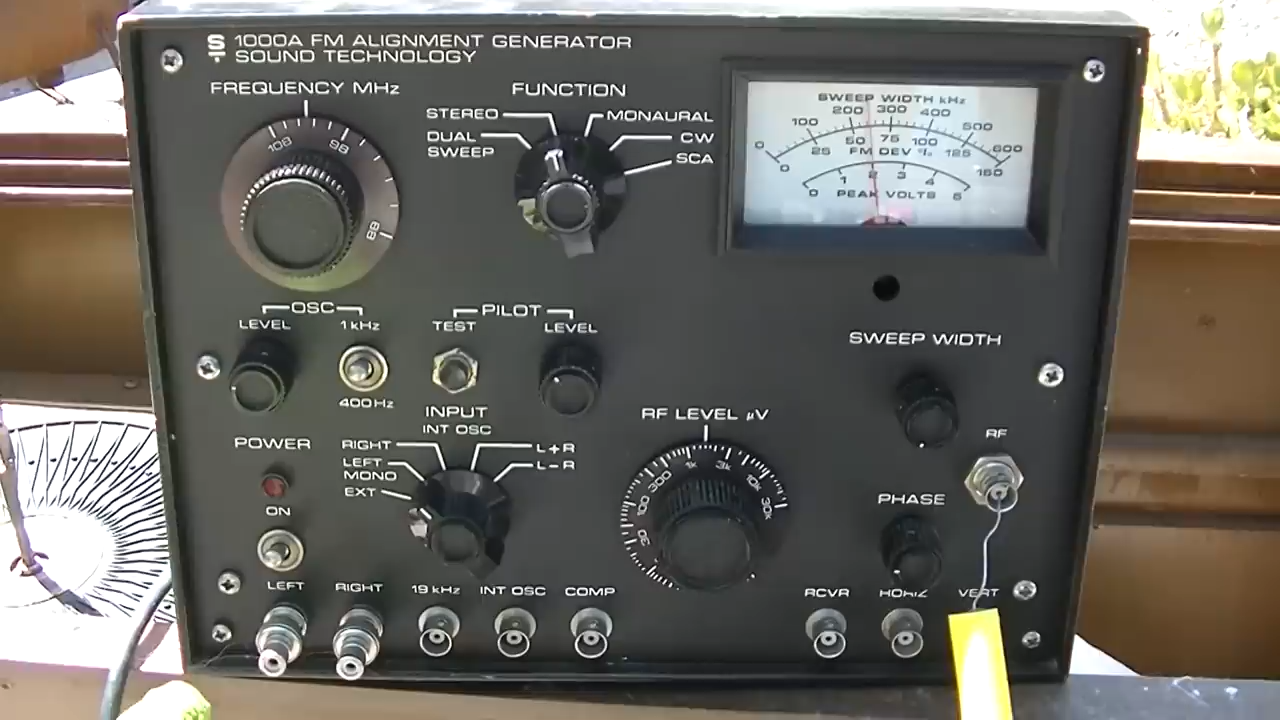 ST 1000A FM ALIGNMENT GENERATOR
SOUND TECHNOLOGY
FREQUENCY MHz
108 98 88
FUNCTION
STEREO MONAURAL
DUAL SWEEP CW
SCA
SWEEP WIDTH kHz
0 100 200 300 400 500 600
0 25 50 75 100 125 150
FM DEV %
0 1 2 3 4 5
PEAK VOLTS
OSC
LEVEL 1 kHz
400 Hz
PILOT
TEST LEVEL
SWEEP WIDTH
INPUT
INT OSC
RIGHT L+R
LEFT L−R
MONO
EXT
RF LEVEL µV
30 100 300 1k 3k 10k 30k
RF
POWER
ON
PHASE
LEFT RIGHT 19 kHz INT OSC COMP RCVR HORIZ VERT